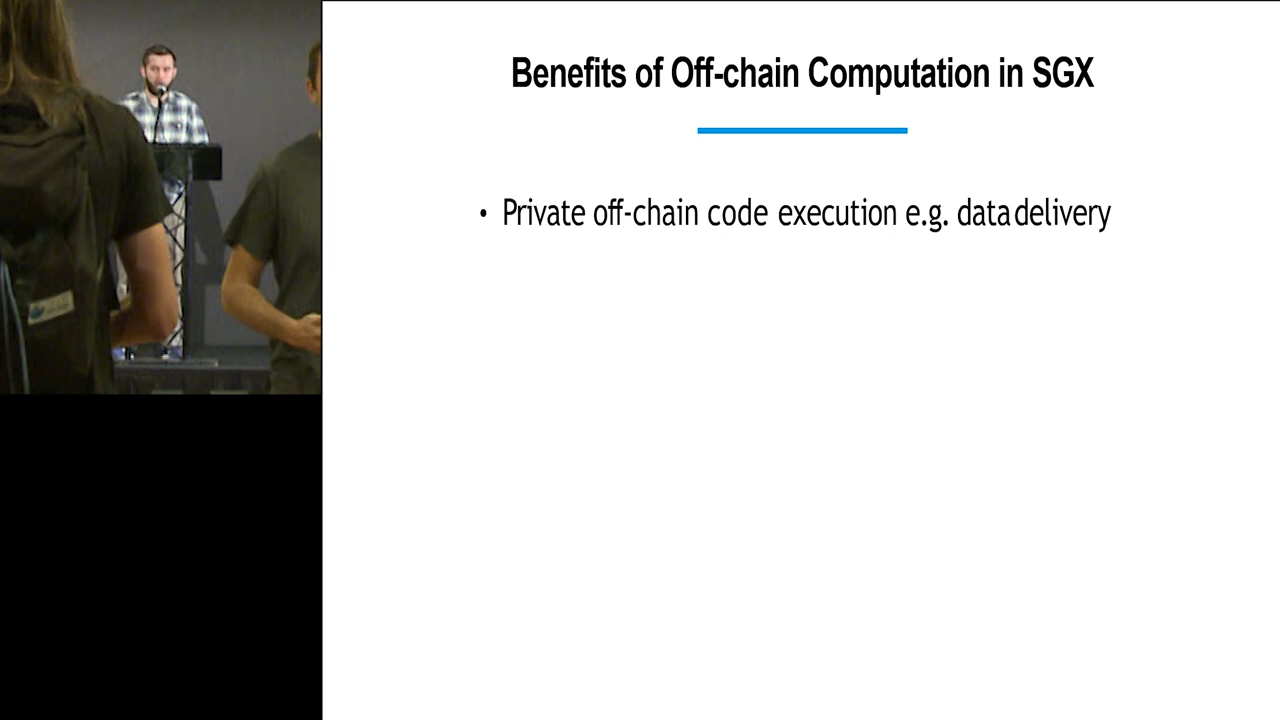 Benefits of Off-chain Computation in SGX
• Private off-chain code execution e.g. data delivery